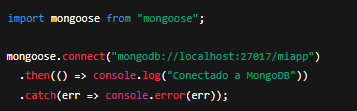 import mongoose from "mongoose";
mongoose.connect("mongodb://localhost:27017/miapp")
.then(() => console.log("Conectado a MongoDB"))
.catch(err => console.error(err));